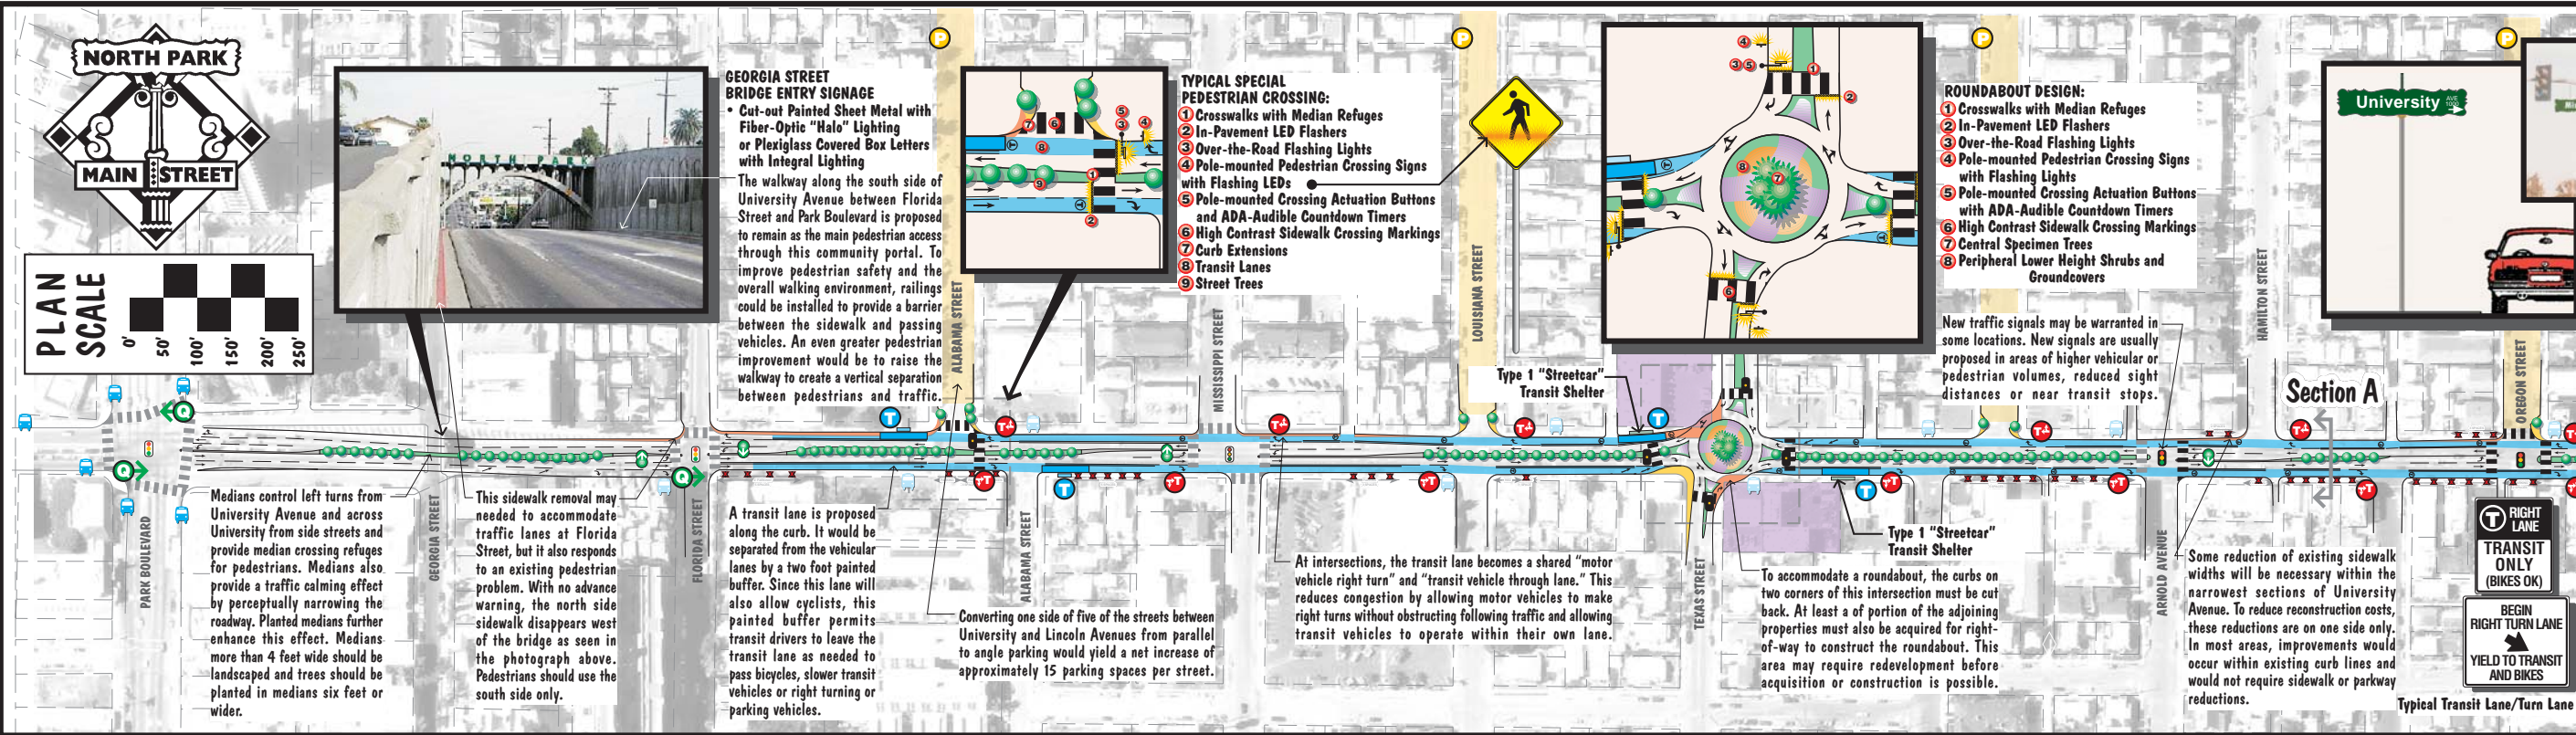 NORTH PARK
MAIN STREET
PLAN
SCALE
0'
50'
100'
150'
200'
250'
NORTH PARK
GEORGIA STREET
BRIDGE ENTRY SIGNAGE
• Cut-out Painted Sheet Metal with
Fiber-Optic "Halo" Lighting
or Plexiglass Covered Box Letters
with Integral Lighting
The walkway along the south side of
University Avenue between Florida
Street and Park Boulevard is proposed
to remain as the main pedestrian access
through this community portal. To
improve pedestrian safety and the
overall walking environment, railings
could be installed to provide a barrier
between the sidewalk and passing
vehicles. An even greater pedestrian
improvement would be to raise the
walkway to create a vertical separation
between pedestrians and traffic.
P
ALABAMA STREET
TYPICAL SPECIAL
PEDESTRIAN CROSSING:
1 Crosswalks with Median Refuges
2 In-Pavement LED Flashers
3 Over-the-Road Flashing Lights
4 Pole-mounted Pedestrian Crossing Signs
with Flashing LEDs
5 Pole-mounted Crossing Actuation Buttons
and ADA-Audible Countdown Timers
6 High Contrast Sidewalk Crossing Markings
7 Curb Extensions
8 Transit Lanes
9 Street Trees
MISSISSIPPI STREET
P
LOUISIANA STREET
Type 1 "Streetcar"
Transit Shelter
P
ROUNDABOUT DESIGN:
1 Crosswalks with Median Refuges
2 In-Pavement LED Flashers
3 Over-the-Road Flashing Lights
4 Pole-mounted Pedestrian Crossing Signs
with Flashing Lights
5 Pole-mounted Crossing Actuation Buttons
with ADA-Audible Countdown Timers
6 High Contrast Sidewalk Crossing Markings
7 Central Specimen Trees
8 Peripheral Lower Height Shrubs and
Groundcovers
New traffic signals may be warranted in
some locations. New signals are usually
proposed in areas of higher vehicular or
pedestrian volumes, reduced sight
distances or near transit stops.
HAMILTON STREET
University AVE
P
OREGON STREET
Section A
PARK BOULEVARD
Medians control left turns from
University Avenue and across
University from side streets and
provide median crossing refuges
for pedestrians. Medians also
provide a traffic calming effect
by perceptually narrowing the
roadway. Planted medians further
enhance this effect. Medians
more than 4 feet wide should be
landscaped and trees should be
planted in medians six feet or
wider.
GEORGIA STREET
This sidewalk removal may
needed to accommodate
traffic lanes at Florida
Street, but it also responds
to an existing pedestrian
problem. With no advance
warning, the north side
sidewalk disappears west
of the bridge as seen in
the photograph above.
Pedestrians should use the
south side only.
FLORIDA STREET
A transit lane is proposed
along the curb. It would be
separated from the vehicular
lanes by a two foot painted
buffer. Since this lane will
also allow cyclists, this
painted buffer permits
transit drivers to leave the
transit lane as needed to
pass bicycles, slower transit
vehicles or right turning or
parking vehicles.
ALABAMA STREET
Converting one side of five of the streets between
University and Lincoln Avenues from parallel
to angle parking would yield a net increase of
approximately 15 parking spaces per street.
At intersections, the transit lane becomes a shared "motor
vehicle right turn" and "transit vehicle through lane." This
reduces congestion by allowing motor vehicles to make
right turns without obstructing following traffic and allowing
transit vehicles to operate within their own lane.
TEXAS STREET
Type 1 "Streetcar"
Transit Shelter
To accommodate a roundabout, the curbs on
two corners of this intersection must be cut
back. At least a of portion of the adjoining
properties must also be acquired for right-
of-way to construct the roundabout. This
area may require redevelopment before
acquisition or construction is possible.
ARNOLD AVENUE
Some reduction of existing sidewalk
widths will be necessary within the
narrowest sections of University
Avenue. To reduce reconstruction costs,
these reductions are on one side only.
In most areas, improvements would
occur within existing curb lines and
would not require sidewalk or parkway
reductions.
T RIGHT
LANE
TRANSIT
ONLY
(BIKES OK)
BEGIN
RIGHT TURN LANE
YIELD TO TRANSIT
AND BIKES
Typical Transit Lane/Turn Lane